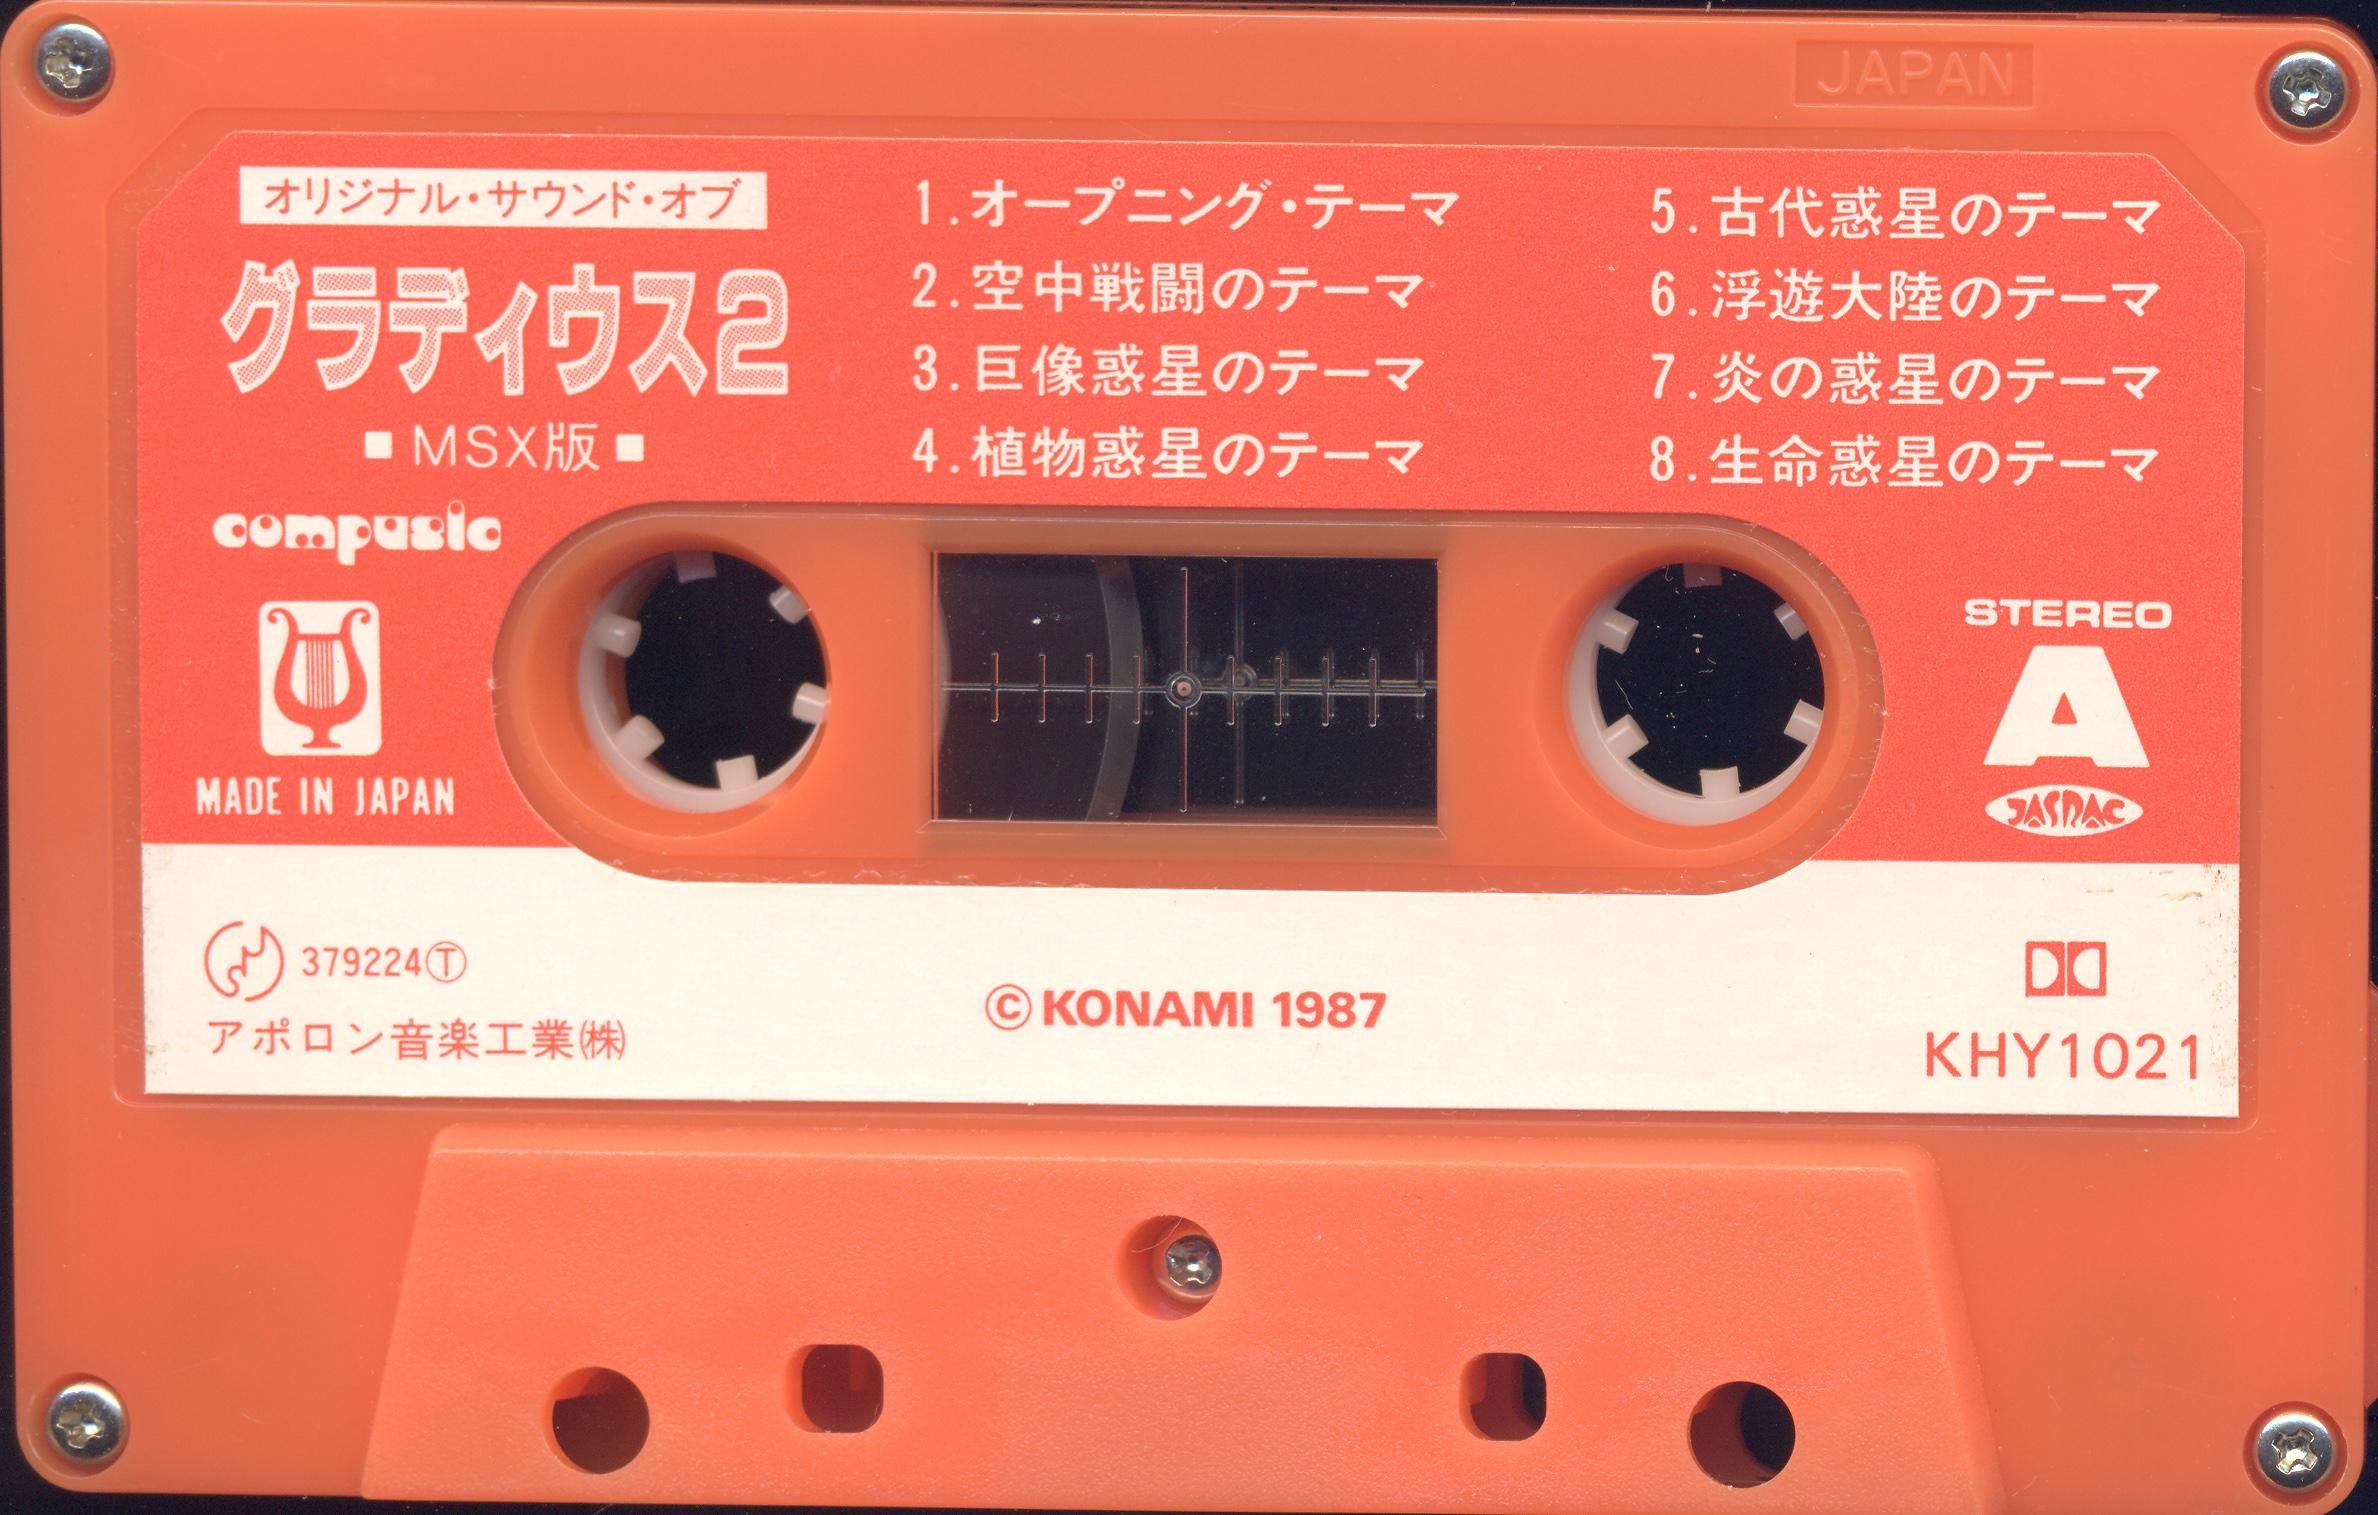 JAPAN
オリジナル・サウンド・オブ
グラディウス2
MSX版
1.オープニング・テーマ
2.空中戦闘のテーマ
3.巨像惑星のテーマ
4.植物惑星のテーマ
5.古代惑星のテーマ
6.浮遊大陸のテーマ
7.炎の惑星のテーマ
8.生命惑星のテーマ
compusic
MADE IN JAPAN
STEREO
A
JASRAC
379224Ⓣ
アポロン音楽工業㈱
©KONAMI 1987
KHY1021